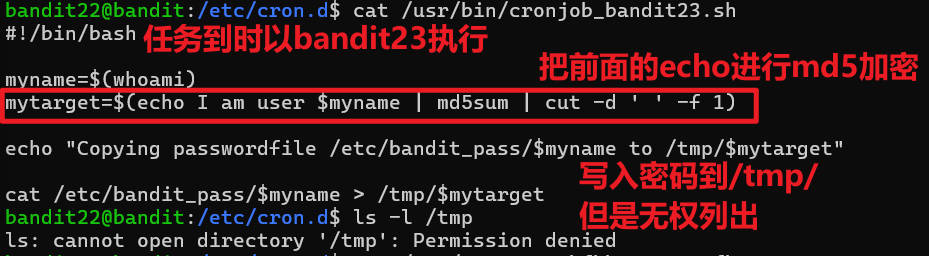 bandit22@bandit:/etc/cron.d$ cat /usr/bin/cronjob_bandit23.sh
#!/bin/bash 任务到时以bandit23执行
myname=$(whoami)
把前面的echo进行md5加密
mytarget=$(echo I am user $myname | md5sum | cut -d ' ' -f 1)
echo "Copying passwordfile /etc/bandit_pass/$myname to /tmp/$mytarget"
cat /etc/bandit_pass/$myname > /tmp/$mytarget
写入密码到/tmp/
bandit22@bandit:/etc/cron.d$ ls -l /tmp
但是无权列出
ls: cannot open directory '/tmp': Permission denied